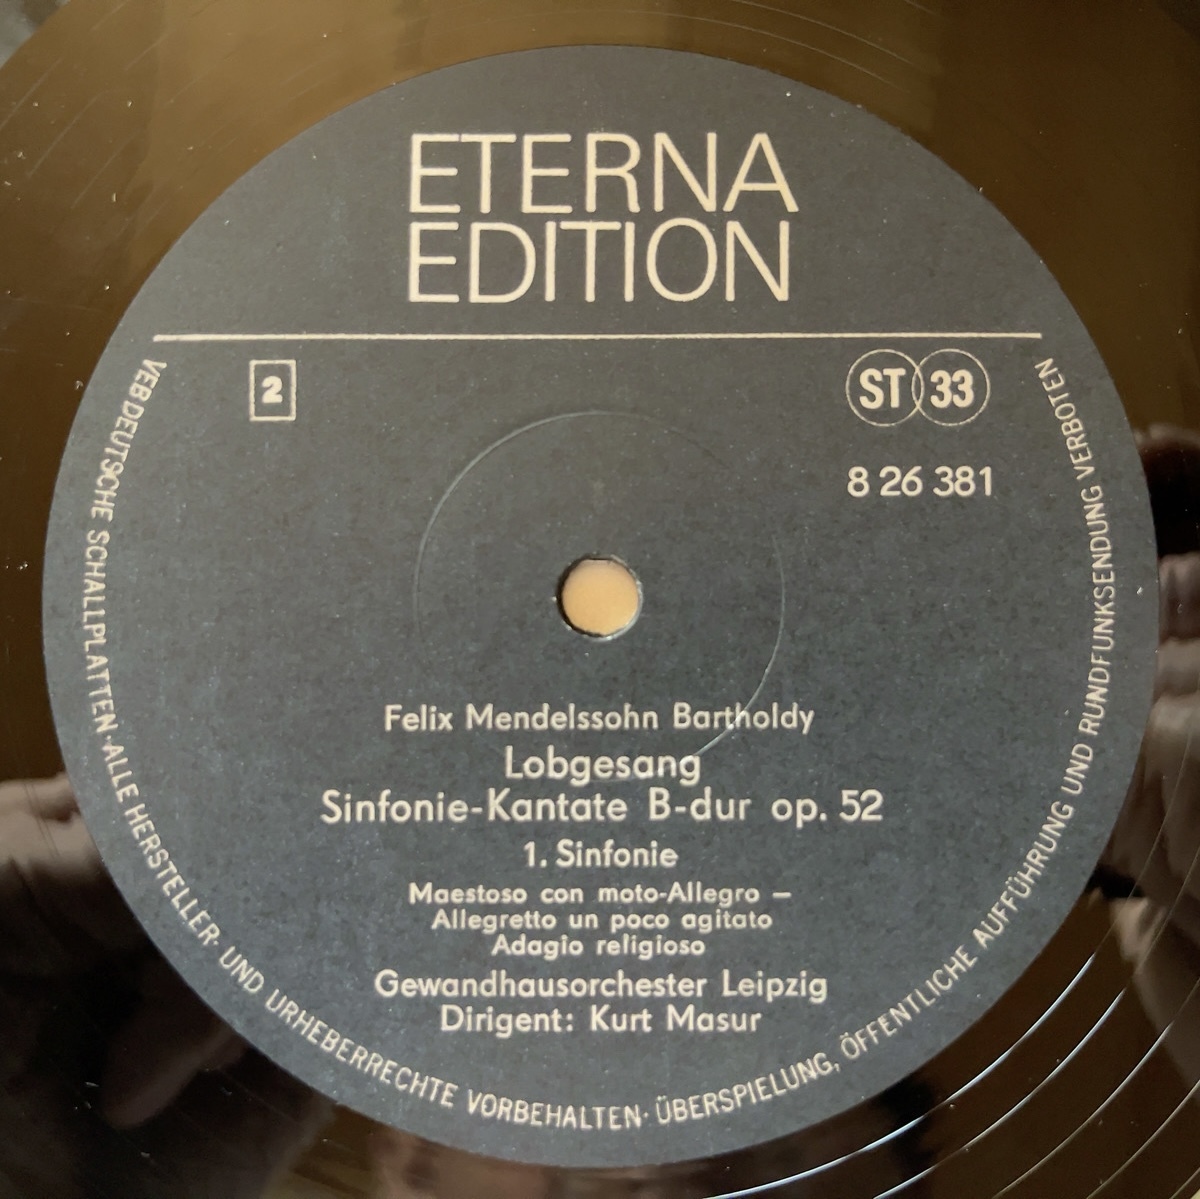 ETERNA
EDITION
2
ST 33
8 26 381
Felix Mendelssohn Bartholdy
Lobgesang
Sinfonie-Kantate B-dur op. 52
1. Sinfonie
Maestoso con moto-Allegro –
Allegretto un poco agitato
Adagio religioso
Gewandhausorchester Leipzig
Dirigent: Kurt Masur
VEB DEUTSCHE SCHALLPLATTEN · ALLE HERSTELLER- UND URHEBERRECHTE VORBEHALTEN · ÜBERSPIELUNG, ÖFFENTLICHE AUFFÜHRUNG UND RUNDFUNKSENDUNG VERBOTEN